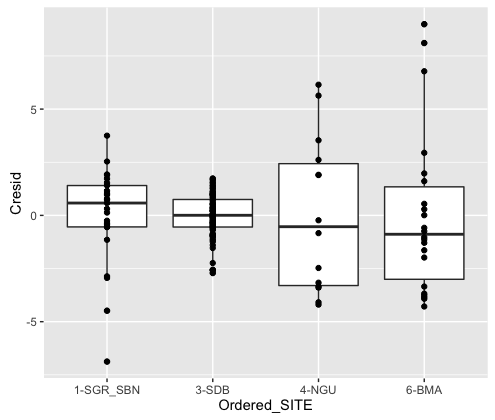 Cresid
5
0
-5
1-SGR_SBN 3-SDB 4-NGU 6-BMA
Ordered_SITE